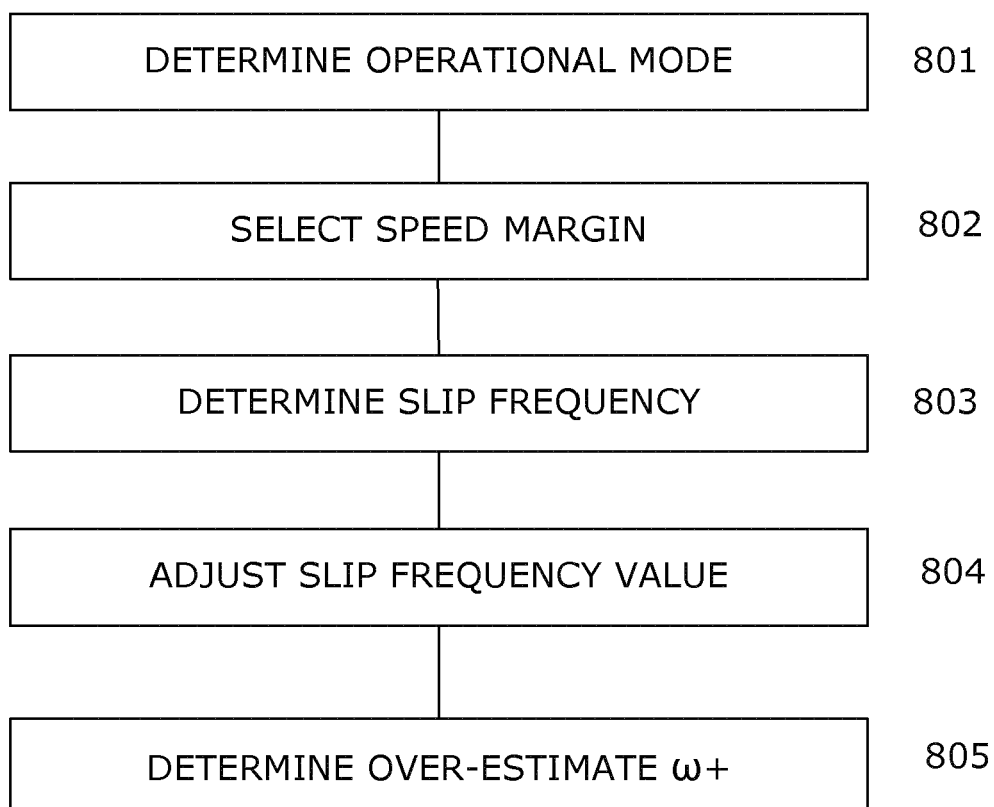 DETERMINE OPERATIONAL MODE 801
SELECT SPEED MARGIN 802
DETERMINE SLIP FREQUENCY 803
ADJUST SLIP FREQUENCY VALUE 804
DETERMINE OVER-ESTIMATE ω+ 805